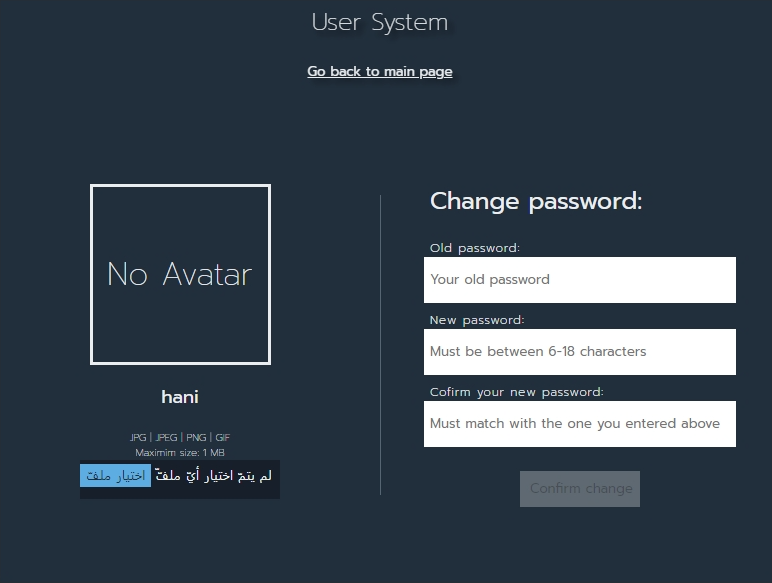 User System
Go back to main page
No Avatar
hani
JPG | JPEG | PNG | GIF
Maximim size: 1 MB
اختيار ملفّ لم يتمّ اختيار أيّ ملفّ
Change password:
Old password:
Your old password
New password:
Must be between 6-18 characters
Cofirm your new password:
Must match with the one you entered above
Confirm change